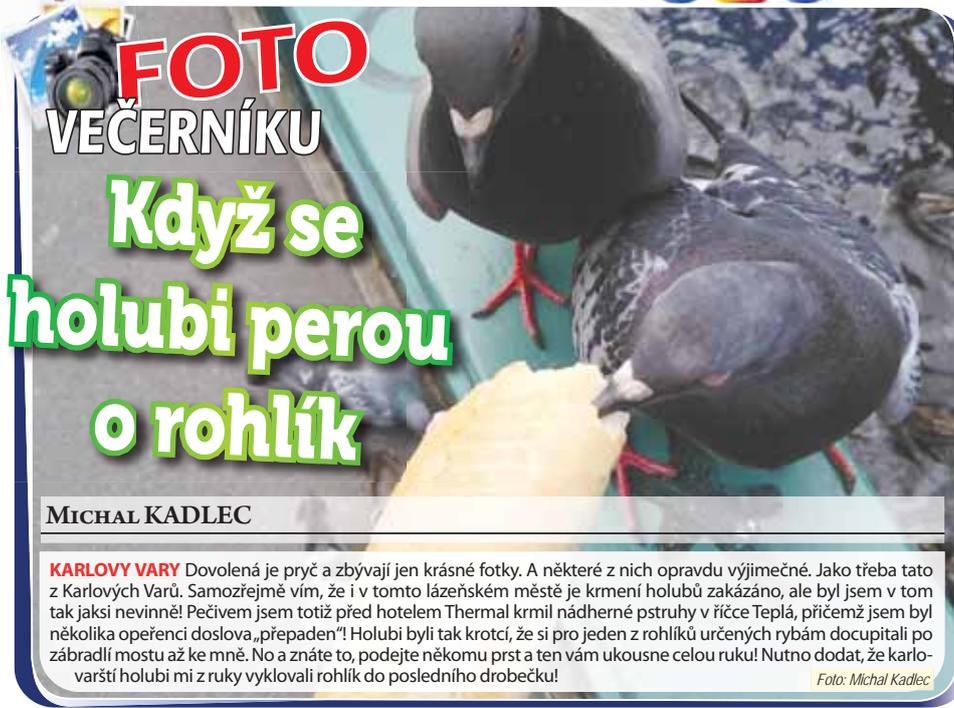 FOTO
VEČERNÍKU
Když se
holubi perou
o rohlík
MICHAL KADLEC
KARLOVY VARY Dovolená je pryč a zbývají jen krásné fotky. A některé z nich opravdu výjimečné. Jako třeba tato
z Karlových Varů. Samozřejmě vím, že i v tomto lázeňském městě je krmení holubů zakázáno, ale byl jsem v tom
tak jaksi nevinně! Pečivem jsem totiž před hotelem Thermal krmil nádherné pstruhy v říčce Teplá, přičemž jsem byl
několika opeřenci doslova „přepaden“! Holubi byli tak krotcí, že si pro jeden z rohlíků určených rybám docupitali po
zábradlí mostu až ke mně. No a znáte to, podejte někomu prst a ten vám ukousne celou ruku! Nutno dodat, že karlo-
varští holubi mi z ruky vyklovali rohlík do posledního drobečku!
Foto: Michal Kadlec